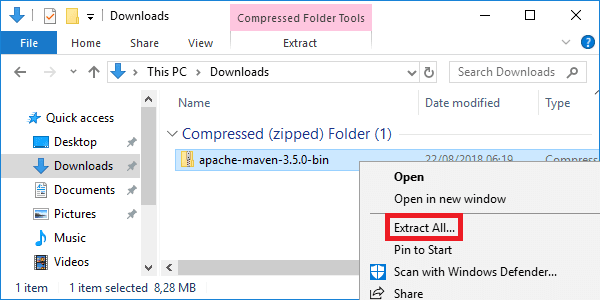 Downloads
Compressed Folder Tools
File
Home
Share
View
Extract
This PC
Downloads
Search Downloads
Name
Date modified
Type
Quick access
Desktop
Downloads
Documents
Pictures
Music
Videos
Compressed (zipped) Folder (1)
apache-maven-3.5.0-bin
22/08/2018 06:19
Compress
Open
Open in new window
Extract All...
Pin to Start
Scan with Windows Defender...
Share
1 item
1 item selected 8,28 MB